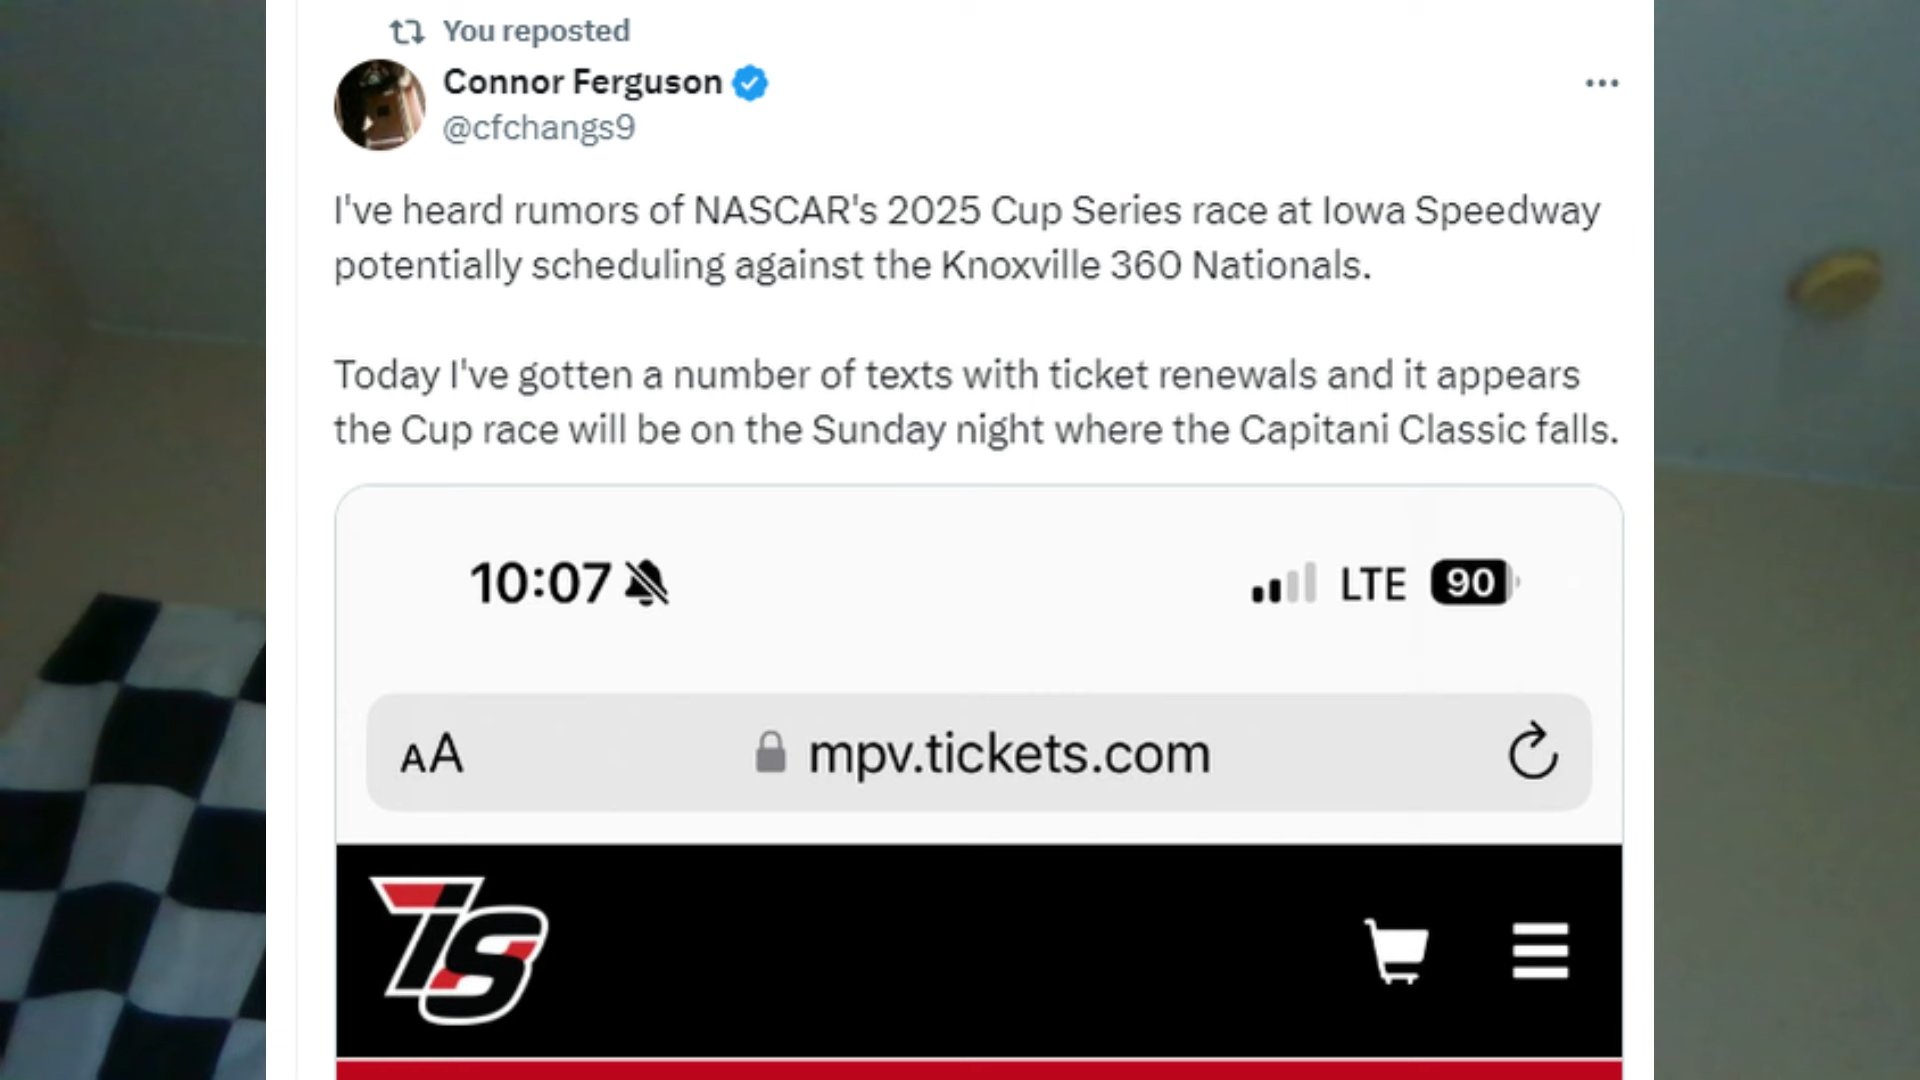 You reposted
Connor Ferguson
@cfchangs9
I've heard rumors of NASCAR's 2025 Cup Series race at Iowa Speedway
potentially scheduling against the Knoxville 360 Nationals.
Today I've gotten a number of texts with ticket renewals and it appears
the Cup race will be on the Sunday night where the Capitani Classic falls.
10:07
LTE 90
AA mpv.tickets.com
IS